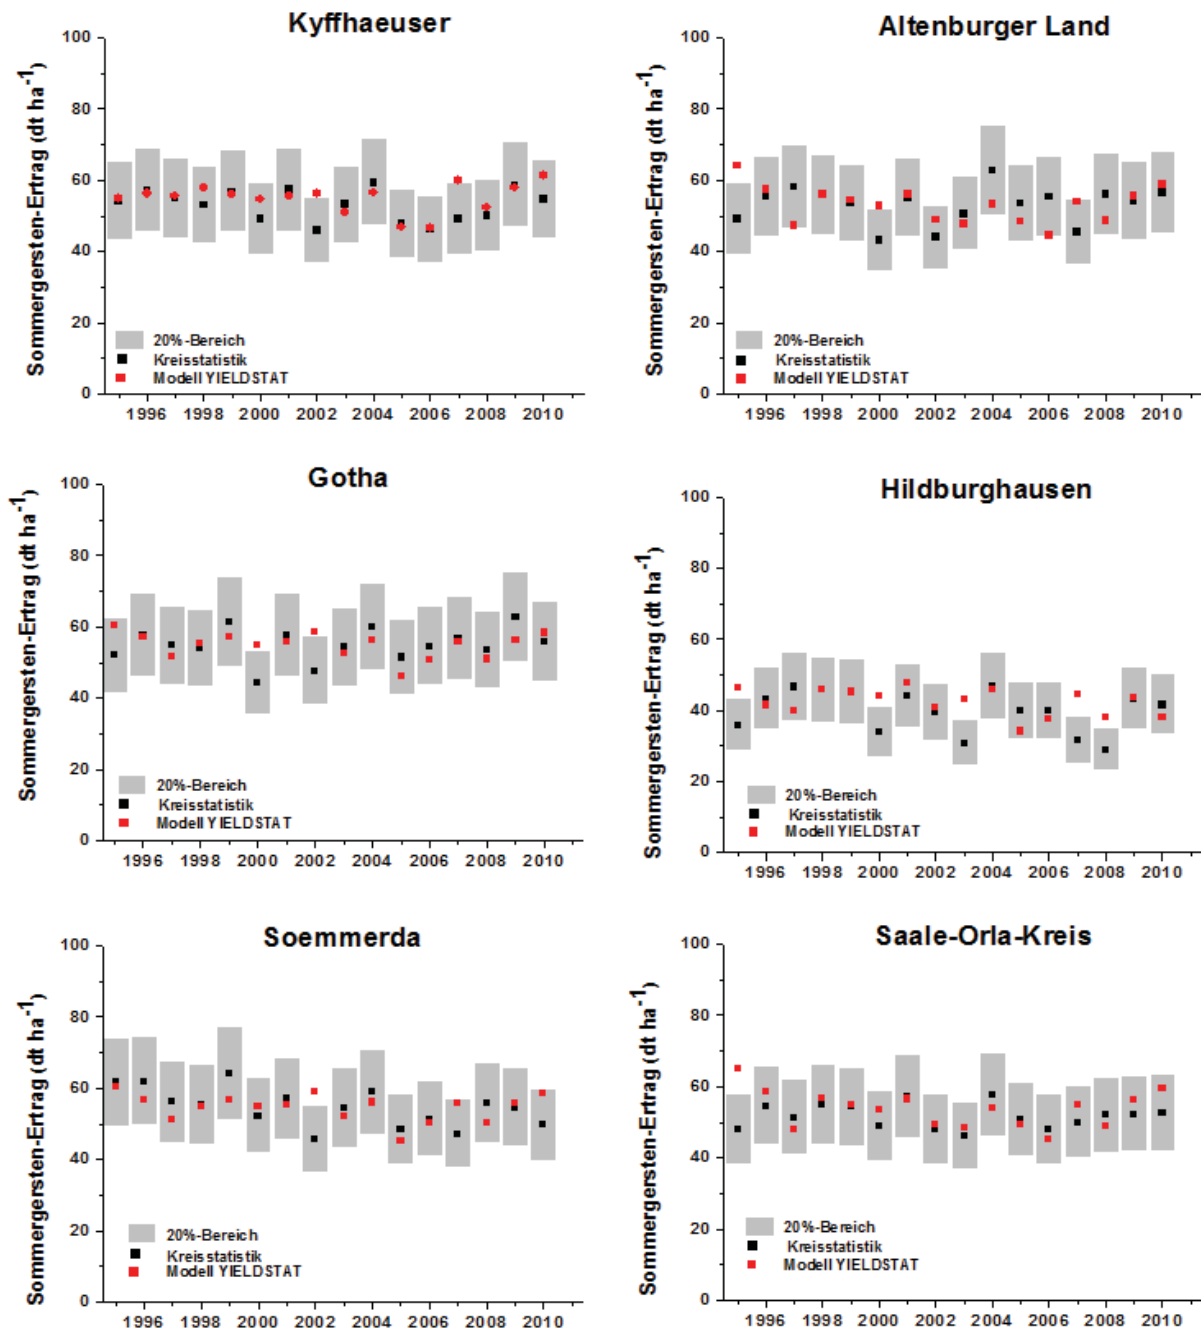 Kyffhaeuser
Sommergersten-Ertrag (dt ha-1)
100
80
60
40
20
0
20%-Bereich
Kreisstatistik
Modell YIELDSTAT
1996 1998 2000 2002 2004 2006 2008 2010
Altenburger Land
Sommergersten-Ertrag (dt ha-1)
100
80
60
40
20
0
20%-Bereich
Kreisstatistik
Modell YIELDSTAT
1996 1998 2000 2002 2004 2006 2008 2010
Gotha
Sommergersten-Ertrag (dt ha-1)
100
80
60
40
20
0
20%-Bereich
Kreisstatistik
Modell YIELDSTAT
1996 1998 2000 2002 2004 2006 2008 2010
Hildburghausen
Sommergersten-Ertrag (dt ha-1)
100
80
60
40
20
0
20%-Bereich
Kreisstatistik
Modell YIELDSTAT
1996 1998 2000 2002 2004 2006 2008 2010
Soemmerda
Sommergersten-Ertrag (dt ha-1)
100
80
60
40
20
0
20%-Bereich
Kreisstatistik
Modell YIELDSTAT
1996 1998 2000 2002 2004 2006 2008 2010
Saale-Orla-Kreis
Sommergersten-Ertrag (dt ha-1)
100
80
60
40
20
0
20%-Bereich
Kreisstatistik
Modell YIELDSTAT
1996 1998 2000 2002 2004 2006 2008 2010